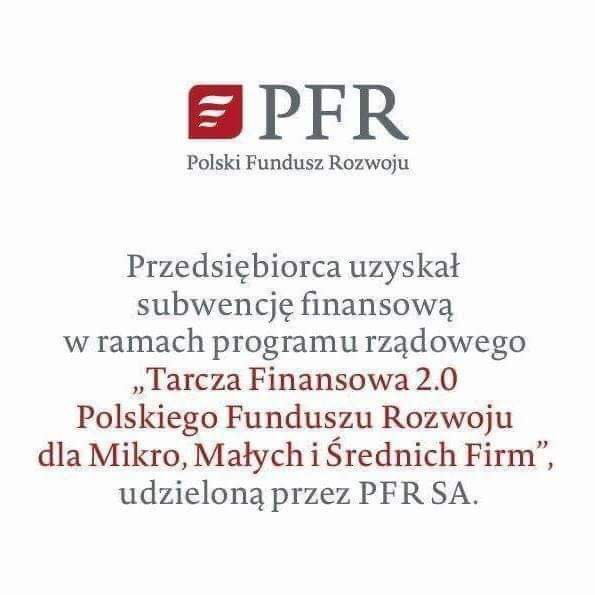 PFR
Polski Fundusz Rozwoju
Przedsiębiorca uzyskał
subwencję finansową
w ramach programu rządowego
„Tarcza Finansowa 2.0
Polskiego Funduszu Rozwoju
dla Mikro, Małych i Średnich Firm”,
udzieloną przez PFR SA.